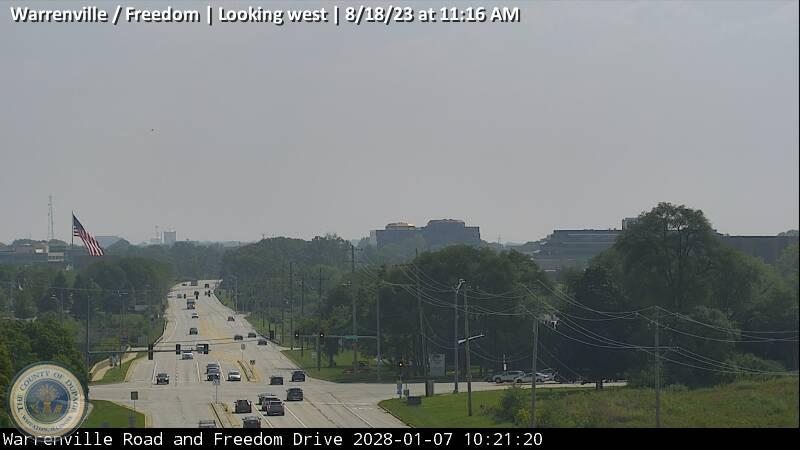 Warrenville / Freedom | Looking west | 8/18/23 at 11:16 AM
THE COUNTY OF DUPAGE
Warrenville Road and Freedom Drive 2028-01-07 10:21:20